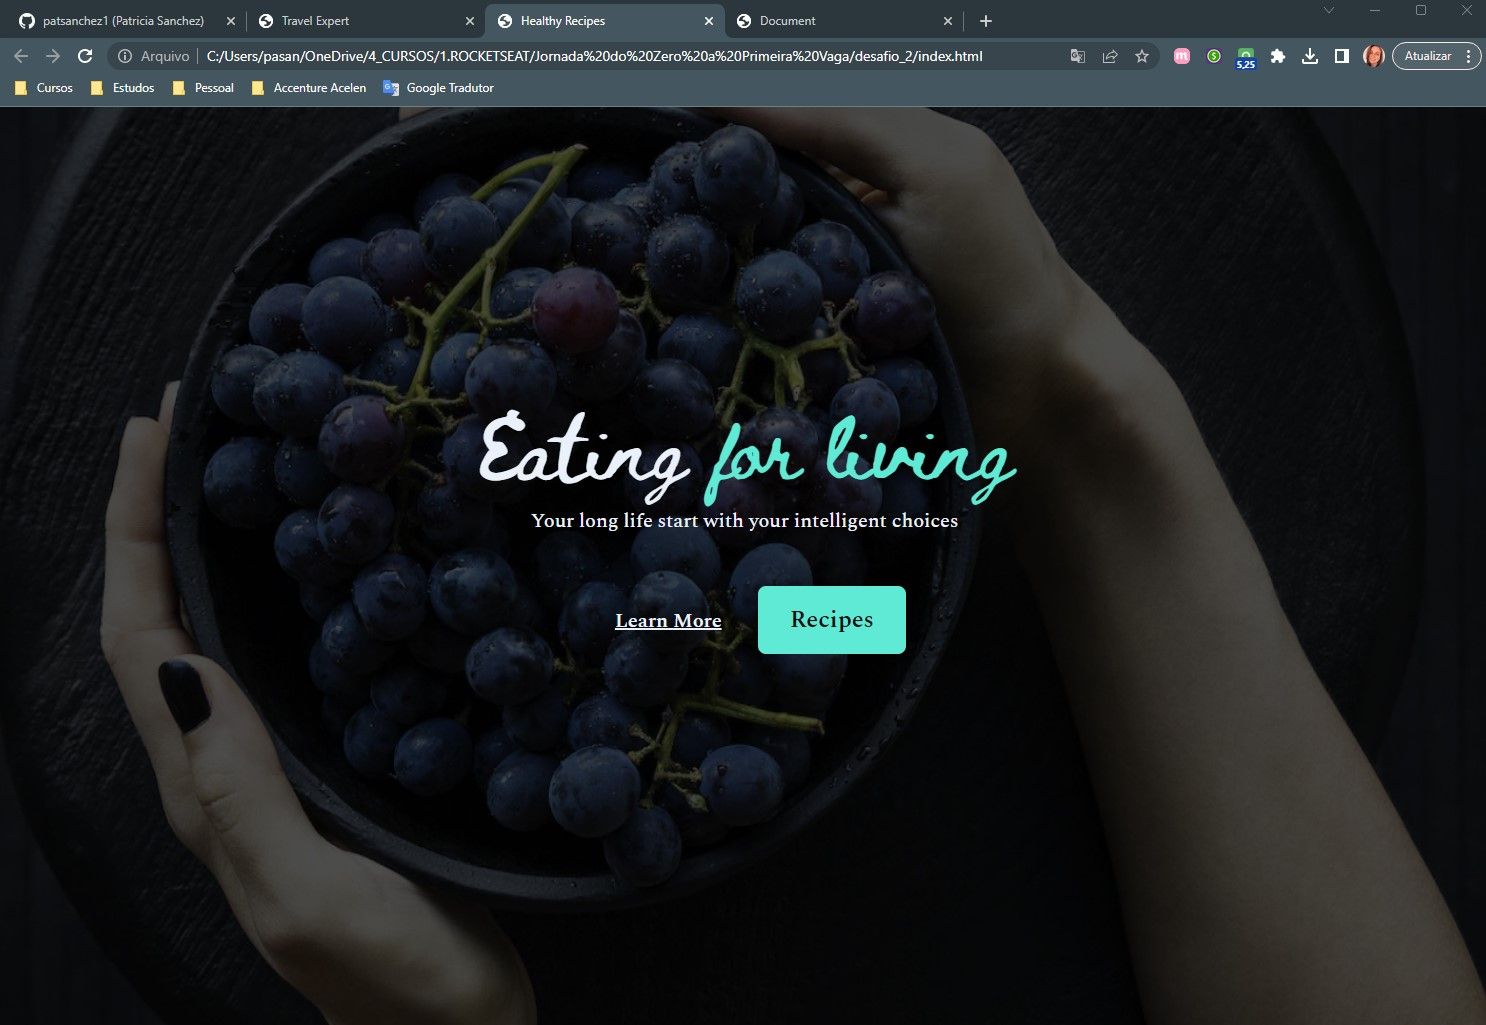 patsanchez1 (Patricia Sanchez)
Travel Expert
Healthy Recipes
Document
Arquivo
C:/Users/pasan/OneDrive/4_CURSOS/1.ROCKETSEAT/Jornada%20do%20Zero%20a%20Primeira%20Vaga/desafio_2/index.html
m
$
5,25
Atualizar
Cursos
Estudos
Pessoal
Accenture Acelen
Google Tradutor
Eating for living
Your long life start with your intelligent choices
Learn More
Recipes